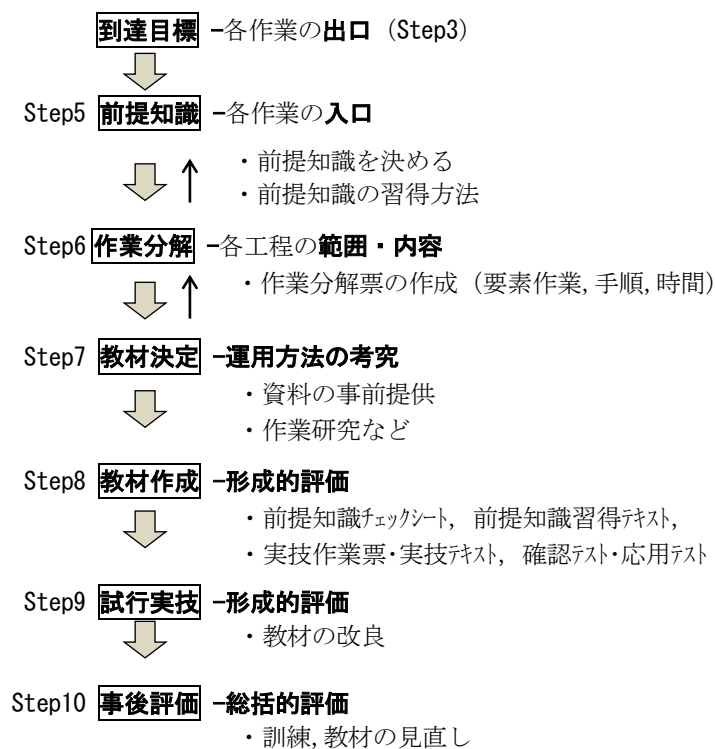 到達目標 −各作業の出口（Step3）
Step5 前提知識 −各作業の入口
・前提知識を決める
・前提知識の習得方法
Step6 作業分解 −各工程の範囲・内容
・作業分解票の作成（要素作業,手順,時間）
Step7 教材決定 −運用方法の考究
・資料の事前提供
・作業研究など
Step8 教材作成 −形成的評価
・前提知識ﾁｪｯｸｼｰﾄ，前提知識習得ﾃｷｽﾄ，
・実技作業票・実技ﾃｷｽﾄ，確認ﾃｽﾄ・応用ﾃｽﾄ
Step9 試行実技 −形成的評価
・教材の改良
Step10 事後評価 −総括的評価
・訓練,教材の見直し